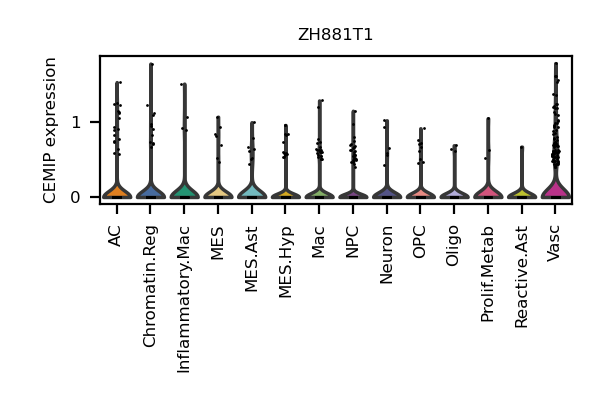 ZH881T1
CEMIP expression
1
0
AC
Chromatin.Reg
Inflammatory.Mac
MES
MES.Ast
MES.Hyp
Mac
NPC
Neuron
OPC
Oligo
Prolif.Metab
Reactive.Ast
Vasc